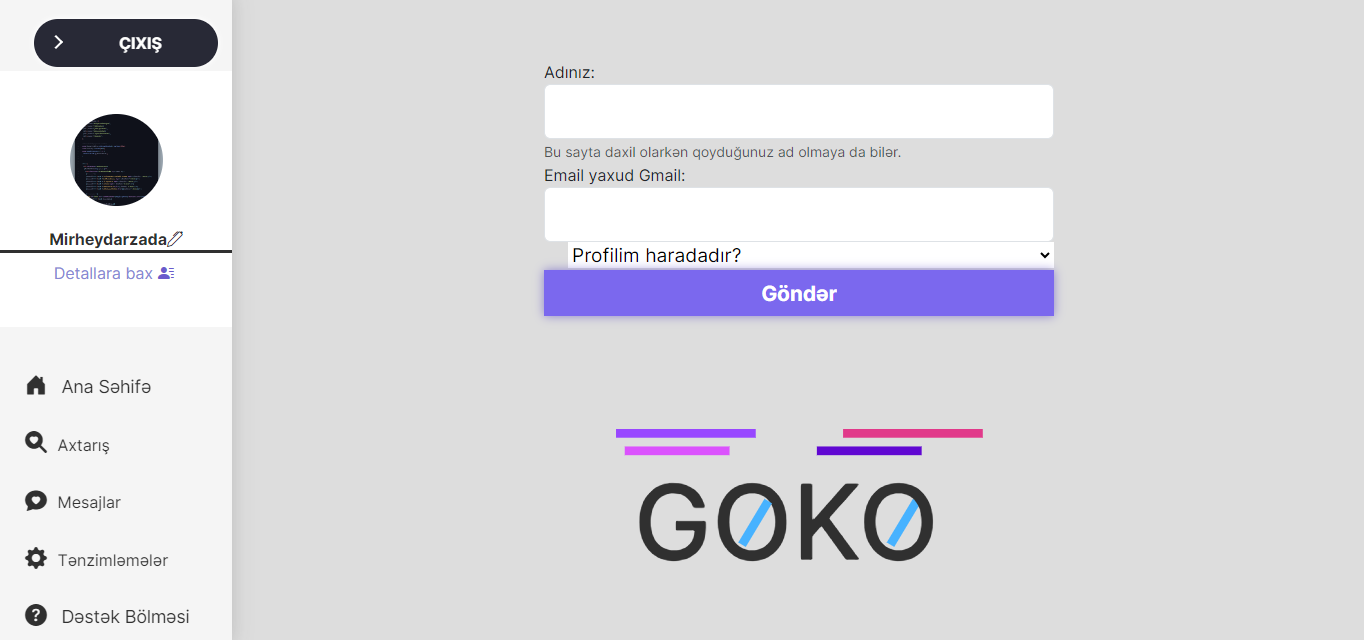 ÇIXIŞ
Mirheydarzada
Detallara bax
Ana Səhifə
Axtarış
Mesajlar
Tənzimləmələr
Dəstək Bölməsi
Adınız:
Bu sayta daxil olarkən qoyduğunuz ad olmaya da bilər.
Email yaxud Gmail:
Profilim haradadır?
Göndər
GOKO